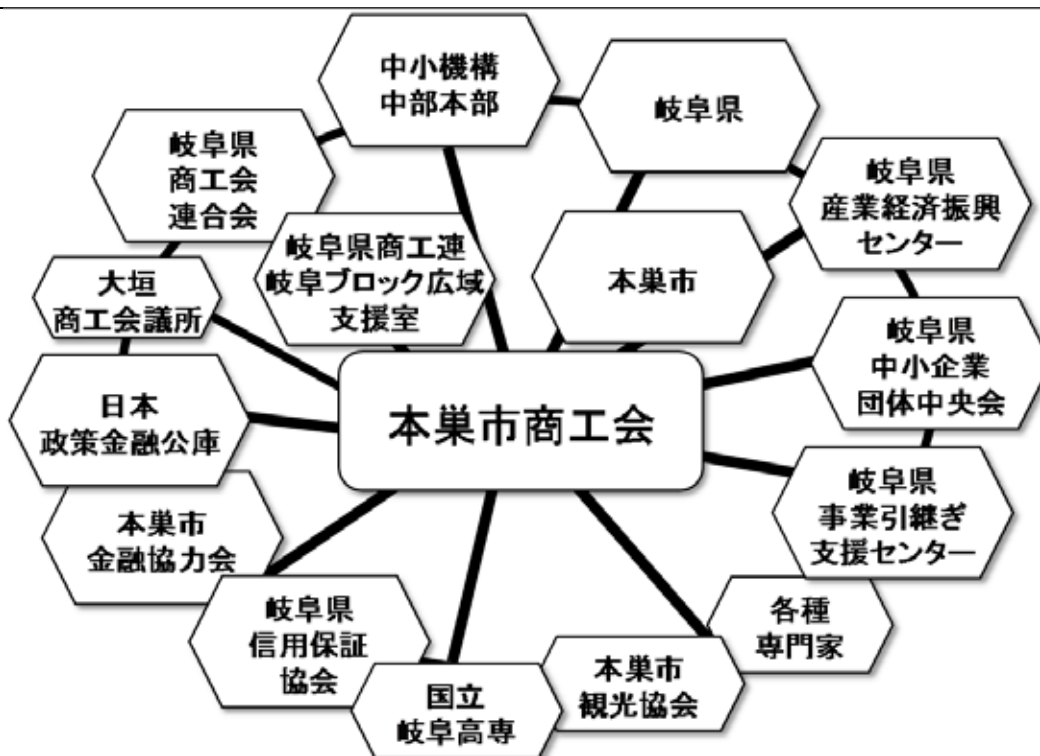 中小機構
中部本部
岐阜県
岐阜県
商工会
連合会
岐阜県
産業経済振興
センター
岐阜県商工連
岐阜ブロック広域
支援室
本巣市
大垣
商工会議所
岐阜県
中小企業
団体中央会
日本
政策金融公庫
本巣市商工会
岐阜県
事業引継ぎ
支援センター
本巣市
金融協力会
岐阜県
信用保証
協会
各種
専門家
国立
岐阜高専
本巣市
観光協会